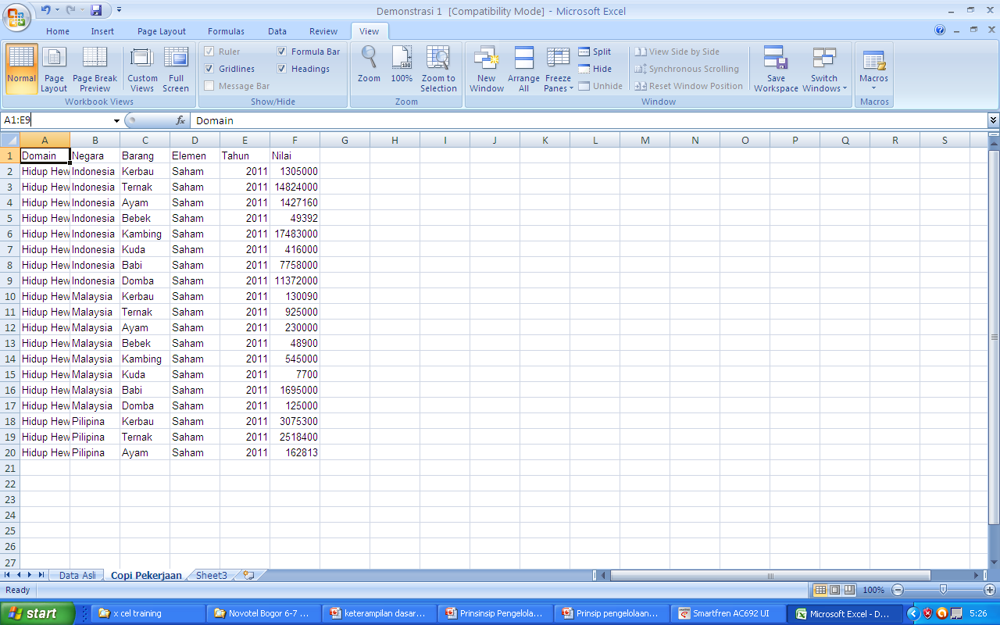 Demonstrasi 1 [Compatibility Mode] - Microsoft Excel
Home Insert Page Layout Formulas Data Review View
Normal Page Layout Page Break Preview Custom Views Full Screen
Workbook Views
Ruler Formula Bar
Gridlines Headings
Message Bar
Show/Hide
Zoom 100% Zoom to Selection
Zoom
New Window Arrange All Freeze Panes
Split View Side by Side
Hide Synchronous Scrolling
Unhide Reset Window Position
Save Workspace Switch Windows
Window
Macros
Macros
A1:E9 fx Domain
A B C D E F G H I J K L M N O P Q R S
1 Domain Negara Barang Elemen Tahun Nilai
2 Hidup Hew Indonesia Kerbau Saham 2011 1305000
3 Hidup Hew Indonesia Ternak Saham 2011 14824000
4 Hidup Hew Indonesia Ayam Saham 2011 1427160
5 Hidup Hew Indonesia Bebek Saham 2011 49392
6 Hidup Hew Indonesia Kambing Saham 2011 17483000
7 Hidup Hew Indonesia Kuda Saham 2011 416000
8 Hidup Hew Indonesia Babi Saham 2011 7758000
9 Hidup Hew Indonesia Domba Saham 2011 11372000
10 Hidup Hew Malaysia Kerbau Saham 2011 130090
11 Hidup Hew Malaysia Ternak Saham 2011 925000
12 Hidup Hew Malaysia Ayam Saham 2011 230000
13 Hidup Hew Malaysia Bebek Saham 2011 48900
14 Hidup Hew Malaysia Kambing Saham 2011 545000
15 Hidup Hew Malaysia Kuda Saham 2011 7700
16 Hidup Hew Malaysia Babi Saham 2011 1695000
17 Hidup Hew Malaysia Domba Saham 2011 125000
18 Hidup Hew Pilipina Kerbau Saham 2011 3075300
19 Hidup Hew Pilipina Ternak Saham 2011 2518400
20 Hidup Hew Pilipina Ayam Saham 2011 162813
21
22
23
24
25
26
27
Data Asli Copi Pekerjaan Sheet3
Ready 100%
start x cel training Novotel Bogor 6-7 ... keterampilan dasar... Prinsinsip Pengelola... Prinsip pengelolaan... Smartfren AC692 UI Microsoft Excel - D... 5:26